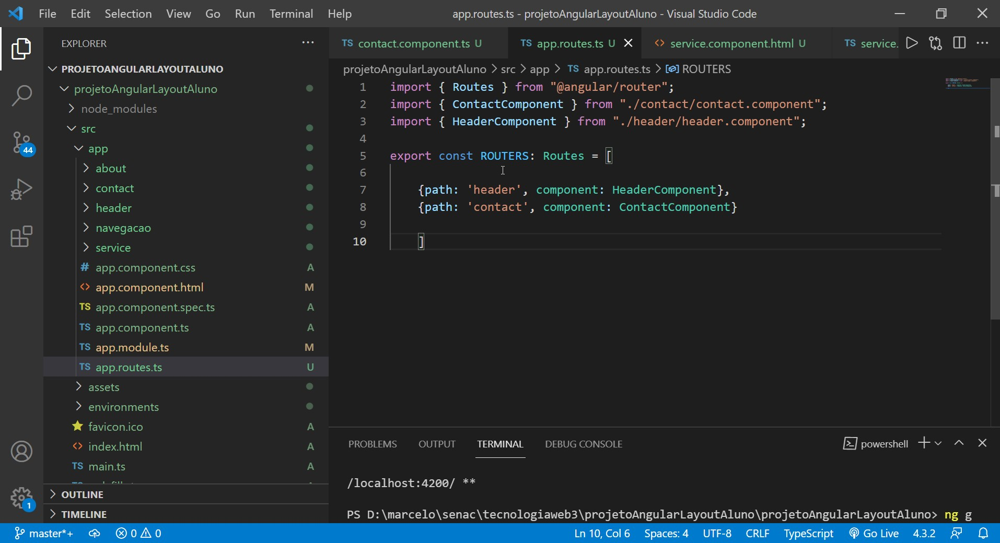 File Edit Selection View Go Run Terminal Help
app.routes.ts - projetoAngularLayoutAluno - Visual Studio Code
EXPLORER ···
PROJETOANGULARLAYOUTALUNO
projetoAngularLayoutAluno
node_modules
src
app
about
contact
header
navegacao
service
# app.component.css A
<> app.component.html M
TS app.component.spec.ts A
TS app.component.ts A
TS app.module.ts M
TS app.routes.ts U
assets
environments
favicon.ico A
<> index.html A
TS main.ts A
OUTLINE
TIMELINE
44
1
TS contact.component.ts U
TS app.routes.ts U
<> service.component.html U
TS service.
projetoAngularLayoutAluno > src > app > TS app.routes.ts > ROUTERS
1 import { Routes } from "@angular/router";
2 import { ContactComponent } from "./contact/contact.component";
3 import { HeaderComponent } from "./header/header.component";
4
5 export const ROUTERS: Routes = [
6
7 {path: 'header', component: HeaderComponent},
8 {path: 'contact', component: ContactComponent}
9
10 ]
PROBLEMS OUTPUT TERMINAL DEBUG CONSOLE
powershell
/localhost:4200/ **
PS D:\marcelo\senac\tecnologiaweb3\projetoAngularLayoutAluno\projetoAngularLayoutAluno> ng g
master*+ 0 0
Ln 10, Col 6 Spaces: 4 UTF-8 CRLF TypeScript Go Live 4.3.2